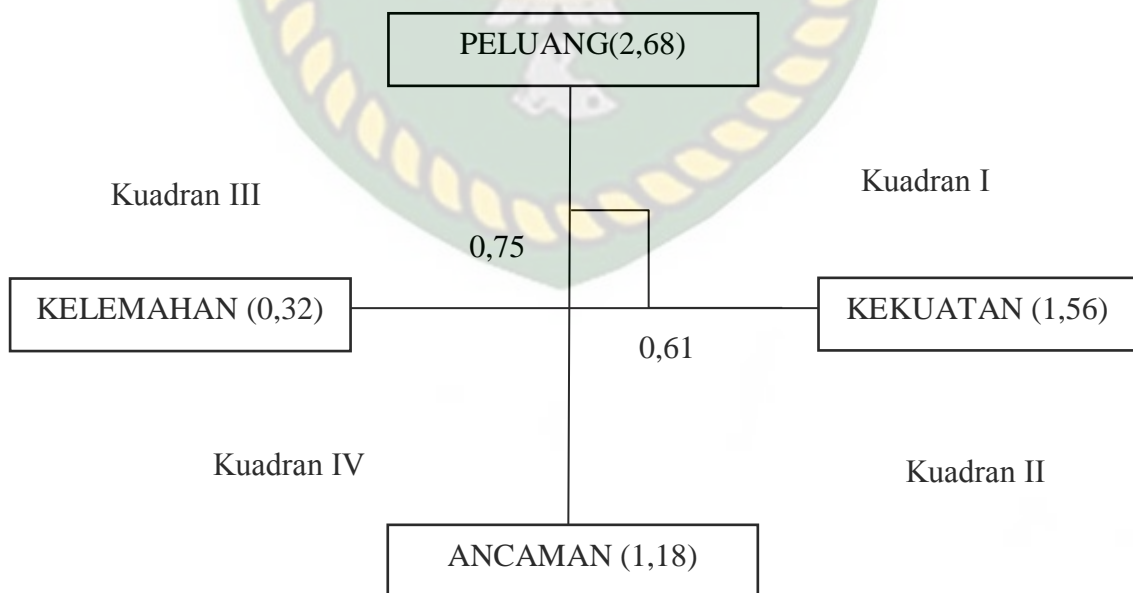 PELUANG(2,68)
Kuadran III
Kuadran I
0,75
KELEMAHAN (0,32)
KEKUATAN (1,56)
0,61
Kuadran IV
Kuadran II
ANCAMAN (1,18)